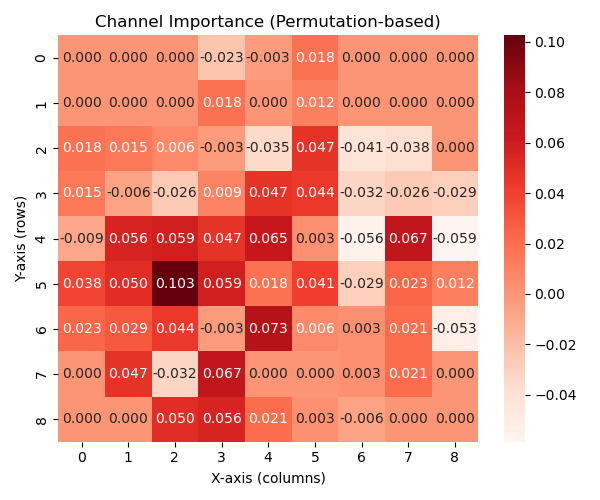 Channel Importance (Permutation-based)
0 0.000 0.000 0.000 -0.023 -0.003 0.018 0.000 0.000 0.000
1 0.000 0.000 0.000 0.018 0.000 0.012 0.000 0.000 0.000
2 0.018 0.015 0.006 -0.003 -0.035 0.047 -0.041 -0.038 0.000
3 0.015 -0.006 -0.026 0.009 0.047 0.044 -0.032 -0.026 -0.029
4 -0.009 0.056 0.059 0.047 0.065 0.003 -0.056 0.067 -0.059
5 0.038 0.050 0.103 0.059 0.018 0.041 -0.029 0.023 0.012
6 0.023 0.029 0.044 -0.003 0.073 0.006 0.003 0.021 -0.053
7 0.000 0.047 -0.032 0.067 0.000 0.000 0.003 0.021 0.000
8 0.000 0.000 0.050 0.056 0.021 0.003 -0.006 0.000 0.000
0 1 2 3 4 5 6 7 8
X-axis (columns)
Y-axis (rows)
0.10
0.08
0.06
0.04
0.02
0.00
−0.02
−0.04